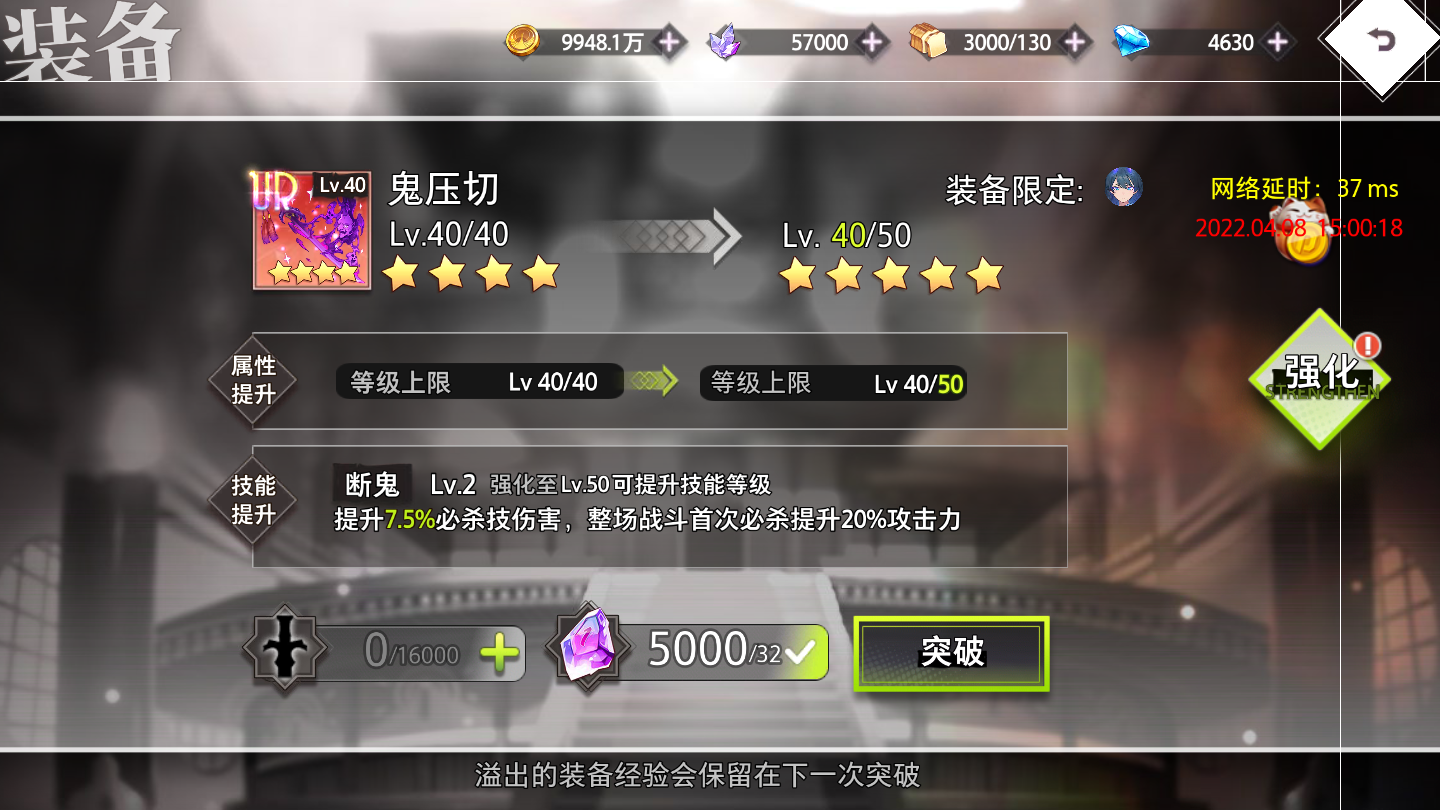 装备
9948.1万
57000
3000/130
4630
UR
Lv.40
鬼压切
Lv.40/40
Lv. 40/50
装备限定:
网络延时：37 ms
2022.04.08 15:00:18
属性
提升
等级上限 Lv 40/40
等级上限 Lv 40/50
强化
STRENGTHEN
技能
提升
断鬼 Lv.2 强化至Lv.50可提升技能等级
提升7.5%必杀技伤害，整场战斗首次必杀提升20%攻击力
0/16000
5000/32
突破
溢出的装备经验会保留在下一次突破